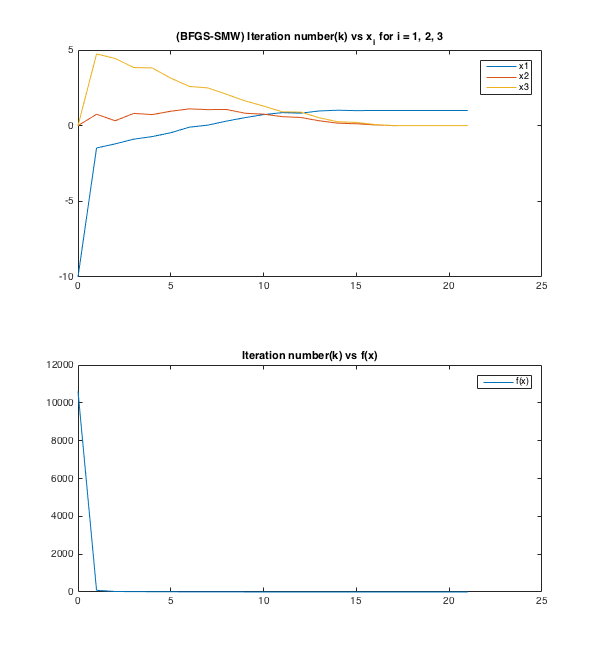 (BFGS-SMW) Iteration number(k) vs x_i for i = 1, 2, 3
5
0
-5
-10
0 5 10 15 20 25
x1
x2
x3
Iteration number(k) vs f(x)
12000
10000
8000
6000
4000
2000
0
0 5 10 15 20 25
f(x)